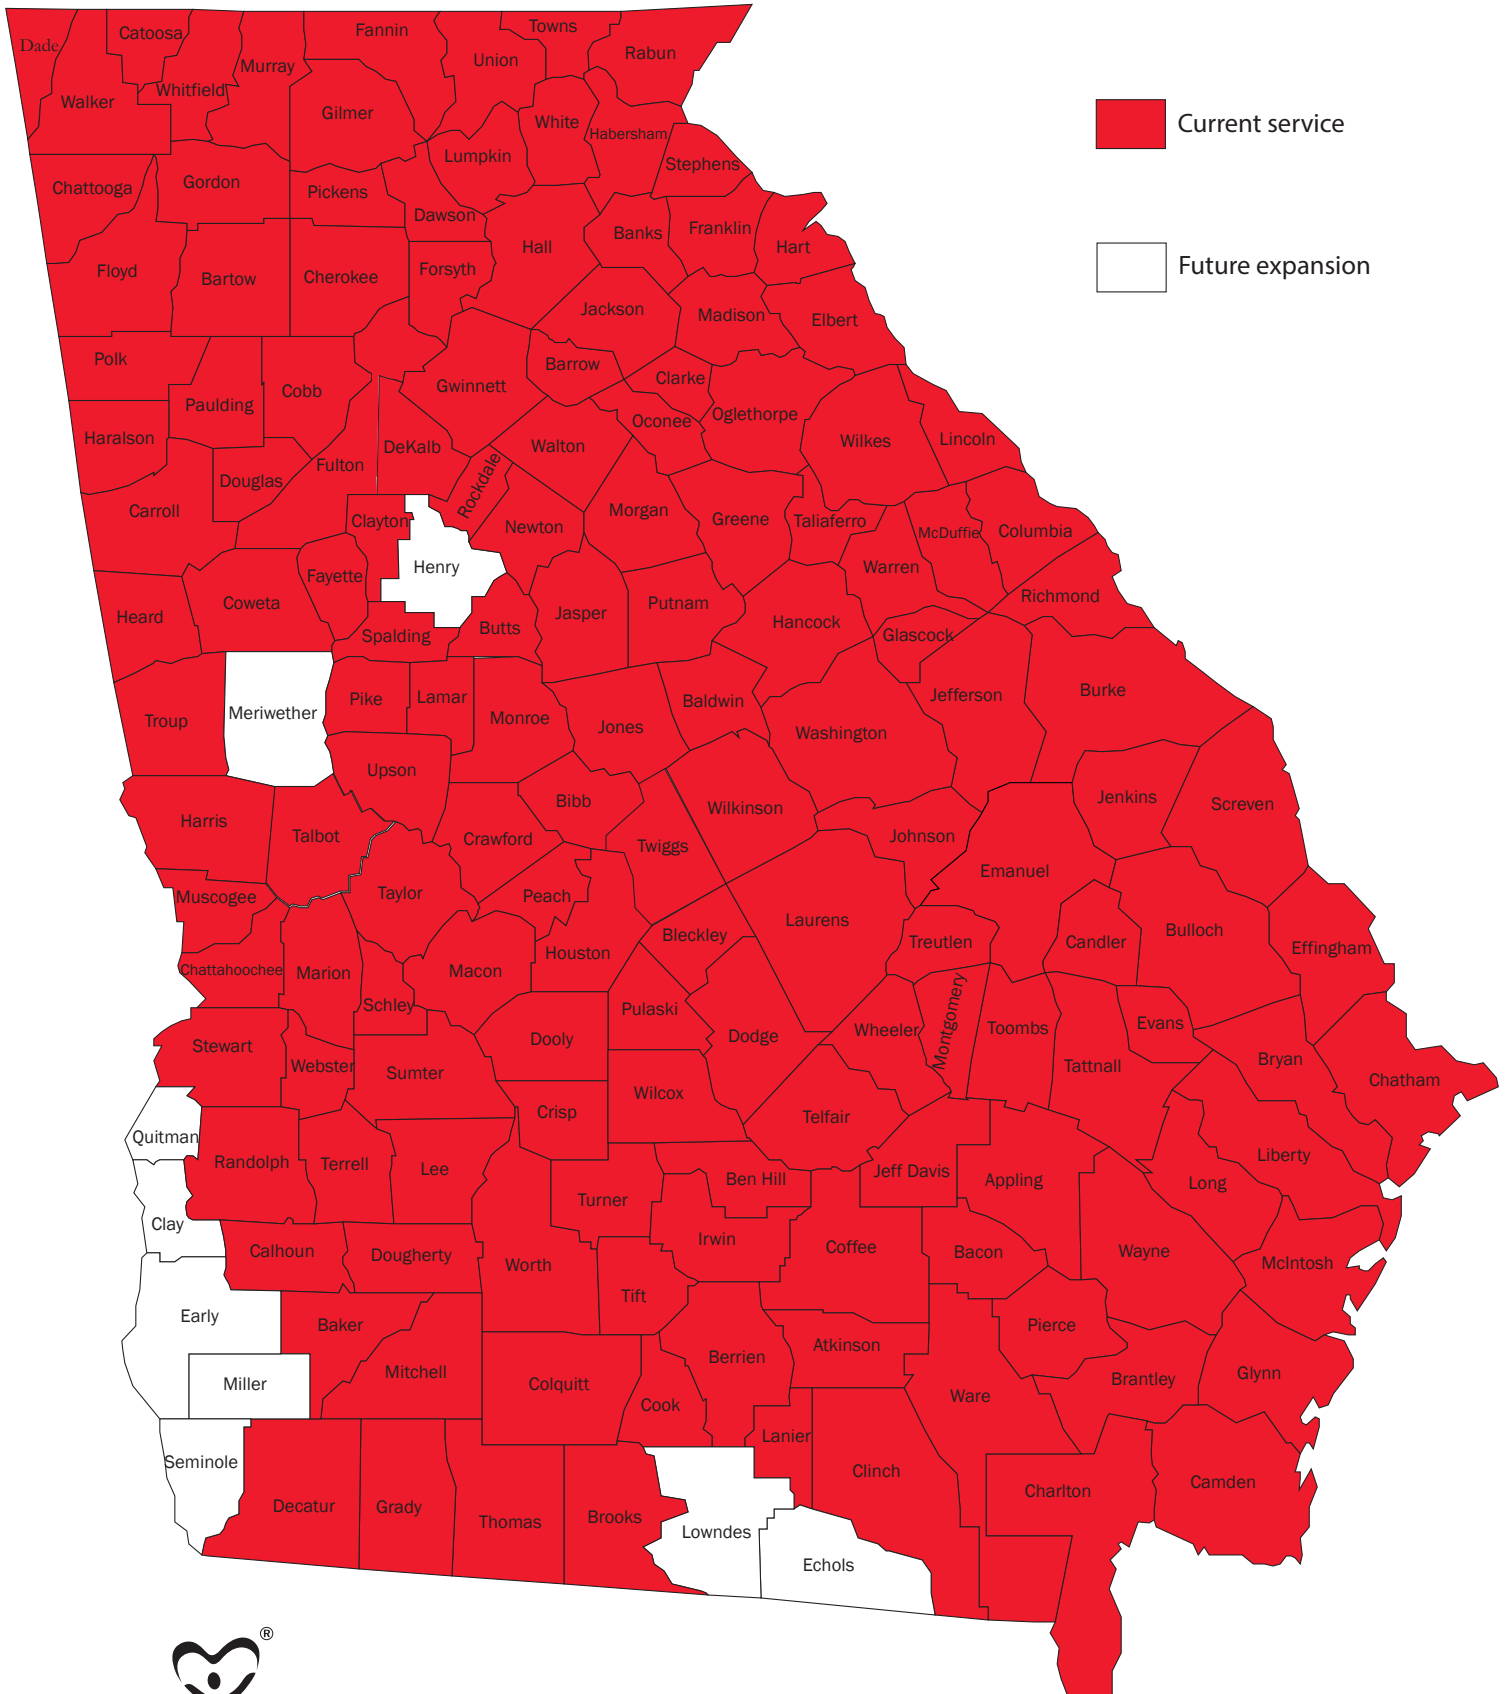 Dade
Catoosa
Fannin
Towns
Union
Rabun
Murray
Whitfield
Walker
Gilmer
White
Habersham
Current service
Lumpkin
Stephens
Chattooga
Gordon
Pickens
Dawson
Franklin
Banks
Hart
Hall
Future expansion
Floyd
Bartow
Cherokee
Forsyth
Jackson
Madison
Elbert
Polk
Barrow
Clarke
Gwinnett
Cobb
Paulding
Oconee
Oglethorpe
Haralson
DeKalb
Walton
Wilkes
Lincoln
Fulton
Douglas
Rockdale
Carroll
Clayton
Newton
Morgan
Greene
Taliaferro
McDuffie
Columbia
Henry
Fayette
Warren
Coweta
Heard
Jasper
Putnam
Richmond
Hancock
Butts
Spalding
Glascock
Troup
Meriwether
Pike
Lamar
Monroe
Jones
Baldwin
Jefferson
Burke
Washington
Upson
Bibb
Wilkinson
Jenkins
Screven
Harris
Talbot
Crawford
Twiggs
Johnson
Emanuel
Muscogee
Taylor
Peach
Laurens
Bleckley
Houston
Treutlen
Candler
Bulloch
Effingham
Chattahoochee
Marion
Macon
Schley
Pulaski
Dooly
Dodge
Wheeler
Montgomery
Toombs
Evans
Stewart
Webster
Sumter
Tattnall
Bryan
Chatham
Wilcox
Crisp
Telfair
Quitman
Randolph
Terrell
Lee
Ben Hill
Jeff Davis
Appling
Liberty
Long
Turner
Clay
Calhoun
Dougherty
Worth
Irwin
Coffee
Bacon
Wayne
McIntosh
Tift
Early
Baker
Pierce
Miller
Mitchell
Colquitt
Berrien
Atkinson
Brantley
Glynn
Cook
Ware
Lanier
Seminole
Clinch
Charlton
Camden
Decatur
Grady
Thomas
Brooks
Lowndes
Echols
®